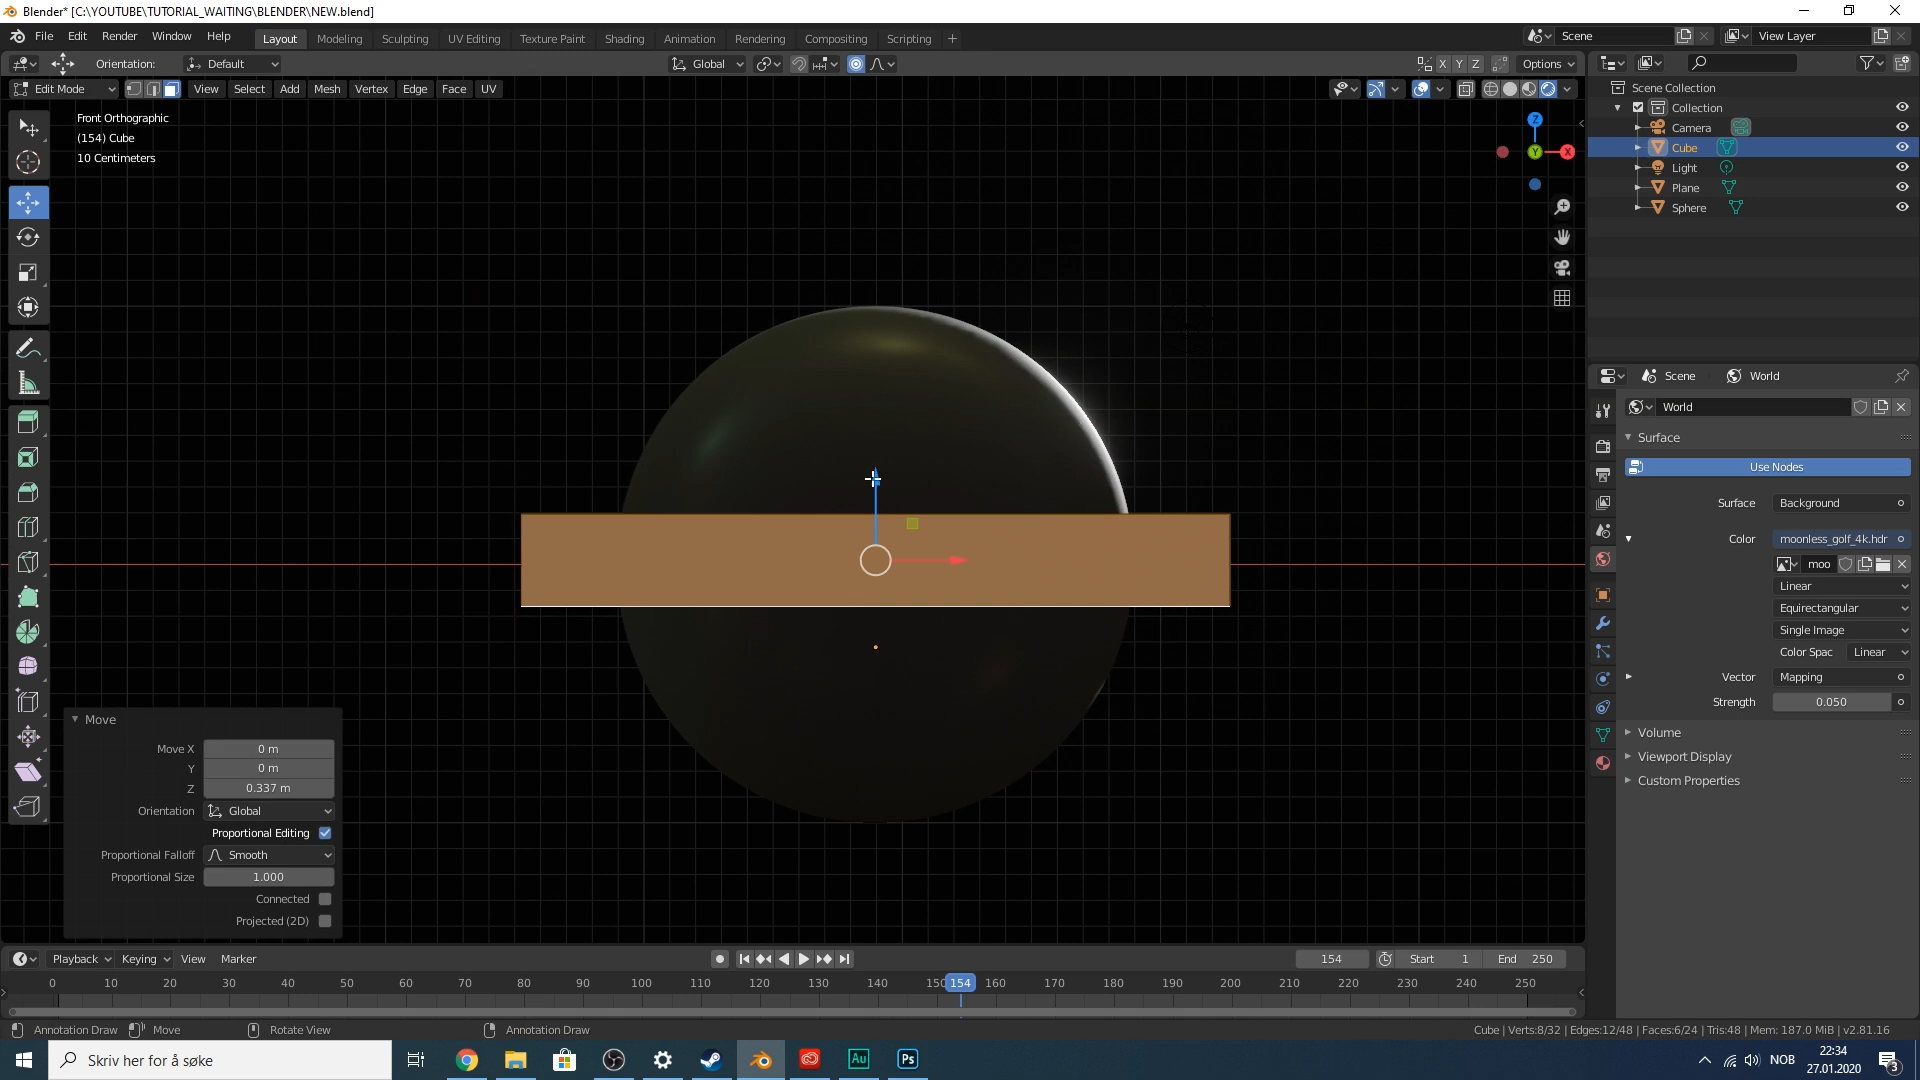 Blender* [C:\YOUTUBE\TUTORIAL_WAITING\BLENDER\NEW.blend]
File Edit Render Window Help Layout Modeling Sculpting UV Editing Texture Paint Shading Animation Rendering Compositing Scripting + Scene View Layer
Orientation: Default Global X Y Z Options
Edit Mode View Select Add Mesh Vertex Edge Face UV
Front Orthographic
(154) Cube
10 Centimeters
Z
Y X
Scene Collection
Collection
Camera
Cube
Light
Plane
Sphere
Scene World
World
Surface
Use Nodes
Surface Background
Color moonless_golf_4k.hdr
moo
Linear
Equirectangular
Single Image
Color Spac Linear
Vector Mapping
Strength 0.050
Volume
Viewport Display
Custom Properties
Move
Move X 0 m
Y 0 m
Z 0.337 m
Orientation Global
Proportional Editing
Proportional Falloff Smooth
Proportional Size 1.000
Connected
Projected (2D)
Playback Keying View Marker 154 Start 1 End 250
0 10 20 30 40 50 60 70 80 90 100 110 120 130 140 150 154 160 170 180 190 200 210 220 230 240 250
Annotation Draw Move Rotate View Annotation Draw Cube | Verts:8/32 | Edges:12/48 | Faces:6/24 | Tris:48 | Mem: 187.0 MiB | v2.81.16
Skriv her for å søke Au Ps NOB 22:34
27.01.2020 3